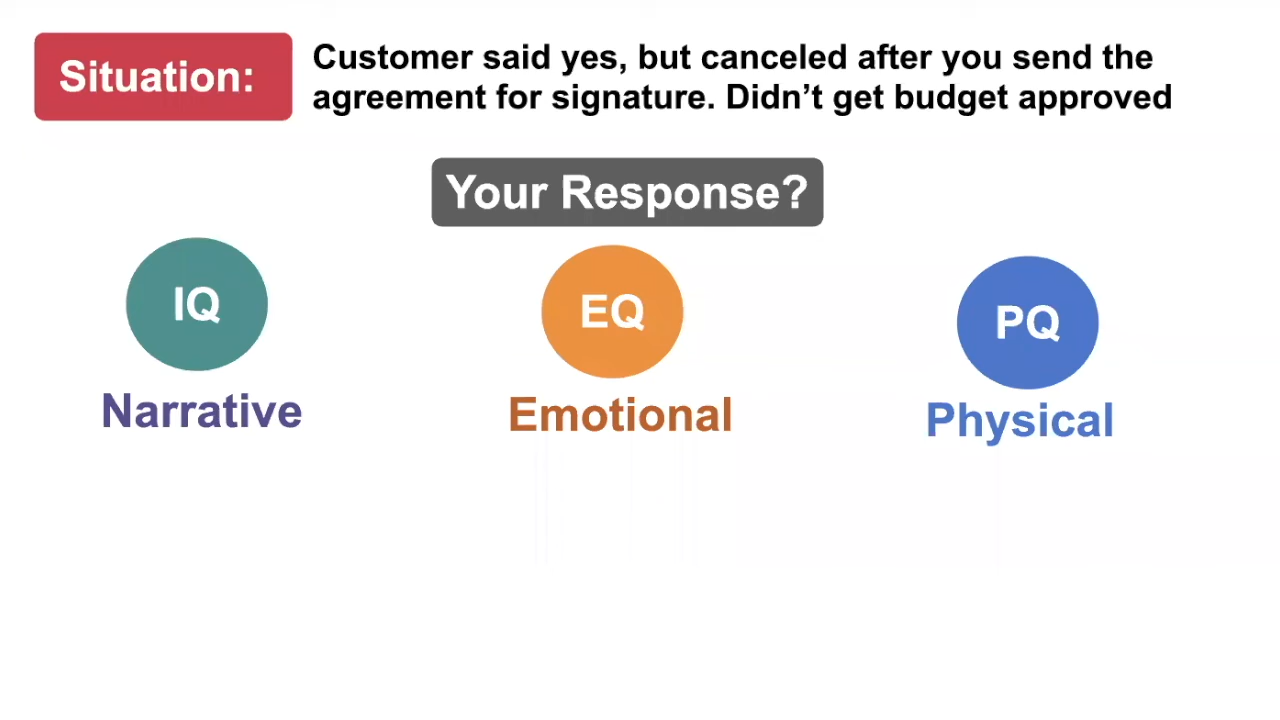 Situation:
Customer said yes, but canceled after you send the
agreement for signature. Didn’t get budget approved
Your Response?
IQ
EQ
PQ
Narrative
Emotional
Physical